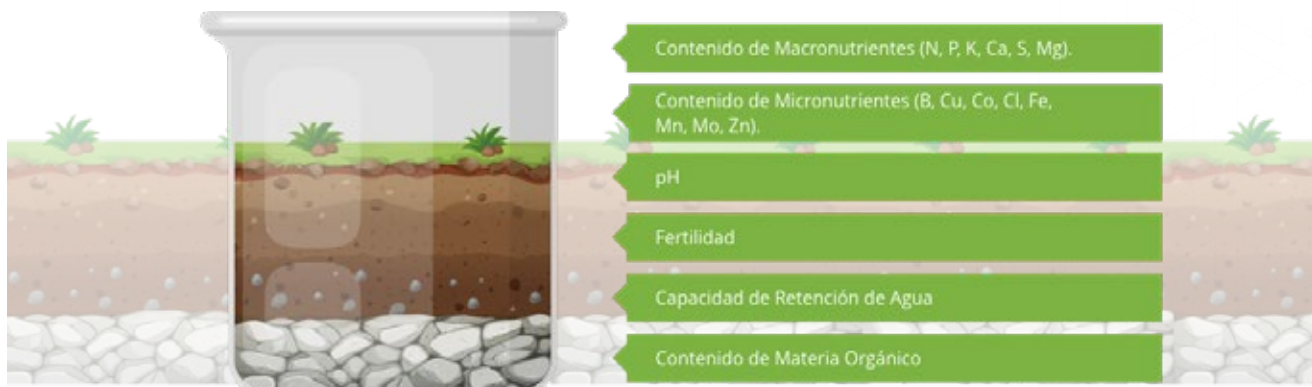 Contenido de Macronutrientes (N, P, K, Ca, S, Mg).
Contenido de Micronutrientes (B, Cu, Co, Cl, Fe,
Mn, Mo, Zn).
pH
Fertilidad
Capacidad de Retención de Agua
Contenido de Materia Orgánico